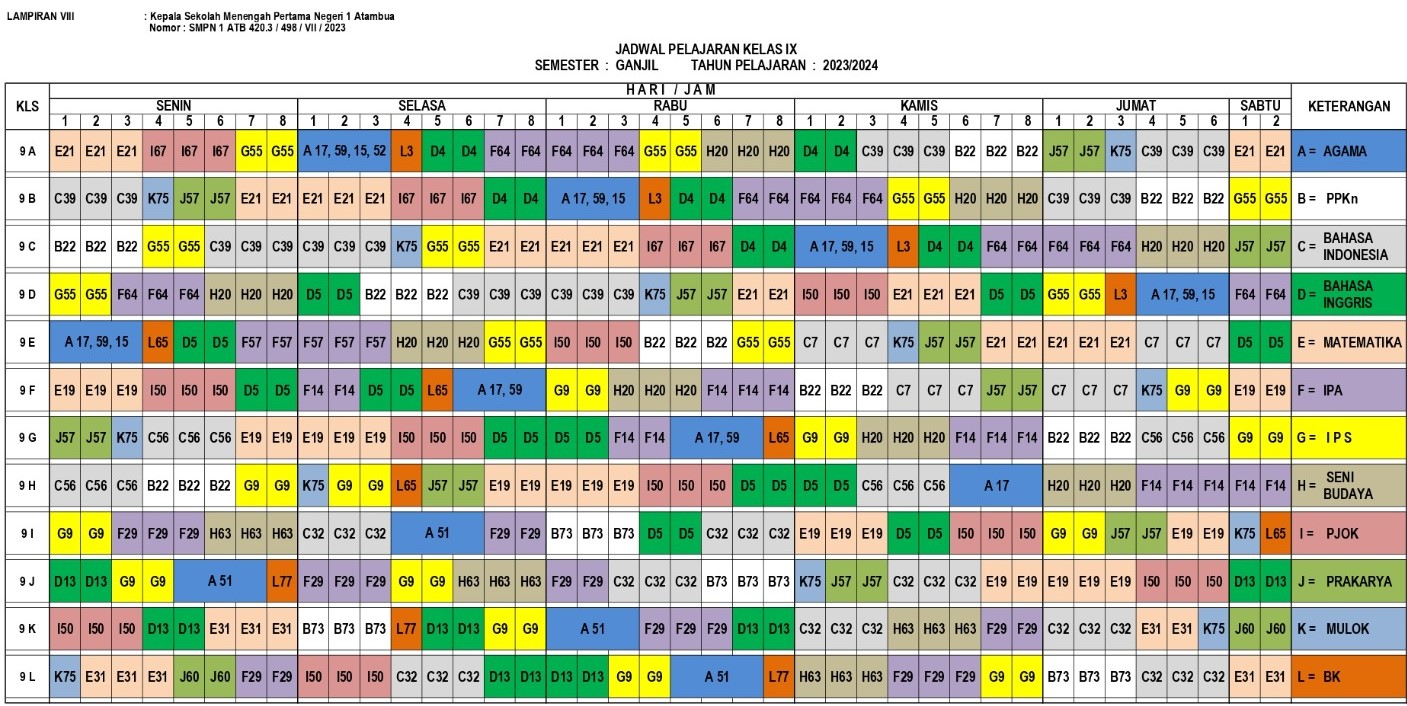 LAMPIRAN VIII : Kepala Sekolah Menengah Pertama Negeri 1 Atambua
Nomor : SMPN 1 ATB 420.3 / 498 / VII / 2023
JADWAL PELAJARAN KELAS IX
SEMESTER : GANJIL TAHUN PELAJARAN : 2023/2024
KLS HARI / JAM KETERANGAN
SENIN SELASA RABU KAMIS JUMAT SABTU
1 2 3 4 5 6 7 8 1 2 3 4 5 6 7 8 1 2 3 4 5 6 7 8 1 2 3 4 5 6 7 8 1 2 3 4 5 6 1 2
9 A E21 E21 E21 I67 I67 I67 G55 G55 A 17, 59, 15, 52 L3 D4 D4 F64 F64 F64 F64 F64 G55 G55 H20 H20 H20 D4 D4 C39 C39 C39 B22 B22 B22 J57 J57 K75 C39 C39 C39 E21 E21 A = AGAMA
9 B C39 C39 C39 K75 J57 J57 E21 E21 E21 E21 E21 I67 I67 I67 D4 D4 A 17, 59, 15 L3 D4 D4 F64 F64 F64 F64 F64 G55 G55 H20 H20 H20 C39 C39 C39 B22 B22 B22 G55 G55 B = PPKn
9 C B22 B22 B22 G55 G55 C39 C39 C39 C39 C39 C39 K75 G55 G55 E21 E21 E21 E21 E21 I67 I67 I67 D4 D4 A 17, 59, 15 L3 D4 D4 F64 F64 F64 F64 F64 H20 H20 H20 J57 J57 C = BAHASA INDONESIA
9 D G55 G55 F64 F64 F64 H20 H20 H20 D5 D5 B22 B22 B22 C39 C39 C39 C39 C39 C39 K75 J57 J57 E21 E21 I50 I50 I50 E21 E21 E21 D5 D5 G55 G55 L3 A 17, 59, 15 F64 F64 D = BAHASA INGGRIS
9 E A 17, 59, 15 L65 D5 D5 F57 F57 F57 F57 F57 H20 H20 H20 G55 G55 I50 I50 I50 B22 B22 B22 G55 G55 C7 C7 C7 K75 J57 J57 E21 E21 E21 E21 E21 C7 C7 C7 D5 D5 E = MATEMATIKA
9 F E19 E19 E19 I50 I50 I50 D5 D5 F14 F14 D5 D5 L65 A 17, 59 G9 G9 H20 H20 H20 F14 F14 F14 B22 B22 B22 C7 C7 C7 J57 J57 C7 C7 C7 K75 G9 G9 E19 E19 F = IPA
9 G J57 J57 K75 C56 C56 C56 E19 E19 E19 E19 E19 I50 I50 I50 D5 D5 D5 D5 F14 F14 A 17, 59 L65 G9 G9 H20 H20 H20 F14 F14 F14 B22 B22 B22 C56 C56 C56 G9 G9 G = I P S
9 H C56 C56 C56 B22 B22 B22 G9 G9 K75 G9 G9 L65 J57 J57 E19 E19 E19 E19 E19 I50 I50 I50 D5 D5 D5 D5 C56 C56 C56 A 17 H20 H20 H20 F14 F14 F14 F14 F14 H = SENI BUDAYA
9 I G9 G9 F29 F29 F29 H63 H63 H63 C32 C32 C32 A 51 F29 F29 B73 B73 B73 D5 D5 C32 C32 C32 E19 E19 E19 D5 D5 I50 I50 I50 G9 G9 J57 J57 E19 E19 K75 L65 I = PJOK
9 J D13 D13 G9 G9 A 51 L77 F29 F29 F29 G9 G9 H63 H63 H63 F29 F29 C32 C32 C32 B73 B73 B73 K75 J57 J57 C32 C32 C32 E19 E19 E19 E19 E19 I50 I50 I50 D13 D13 J = PRAKARYA
9 K I50 I50 I50 D13 D13 E31 E31 E31 B73 B73 B73 L77 D13 D13 G9 G9 A 51 F29 F29 F29 D13 D13 C32 C32 C32 H63 H63 H63 F29 F29 C32 C32 C32 E31 E31 K75 J60 J60 K = MULOK
9 L K75 E31 E31 E31 J60 J60 F29 F29 I50 I50 I50 C32 C32 C32 D13 D13 D13 D13 G9 G9 A 51 L77 H63 H63 H63 F29 F29 F29 G9 G9 B73 B73 B73 C32 C32 C32 E31 E31 L = BK